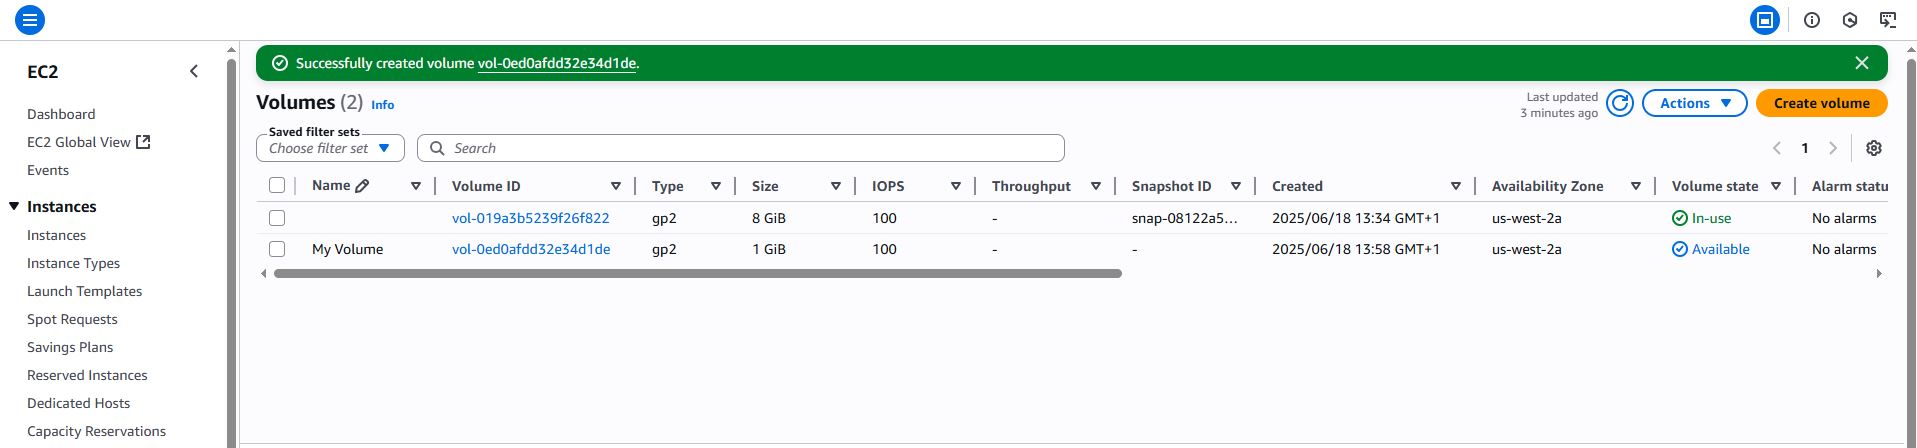 EC2
Dashboard
EC2 Global View
Events
Instances
Instances
Instance Types
Launch Templates
Spot Requests
Savings Plans
Reserved Instances
Dedicated Hosts
Capacity Reservations
Successfully created volume vol-0ed0afdd32e34d1de.
Volumes (2) Info
Last updated
3 minutes ago
Actions
Create volume
Saved filter sets
Choose filter set
Search
1
Name Volume ID Type Size IOPS Throughput Snapshot ID Created Availability Zone Volume state Alarm statu
vol-019a3b5239f26f822 gp2 8 GiB 100 - snap-08122a5... 2025/06/18 13:34 GMT+1 us-west-2a In-use No alarms
My Volume vol-0ed0afdd32e34d1de gp2 1 GiB 100 - - 2025/06/18 13:58 GMT+1 us-west-2a Available No alarms